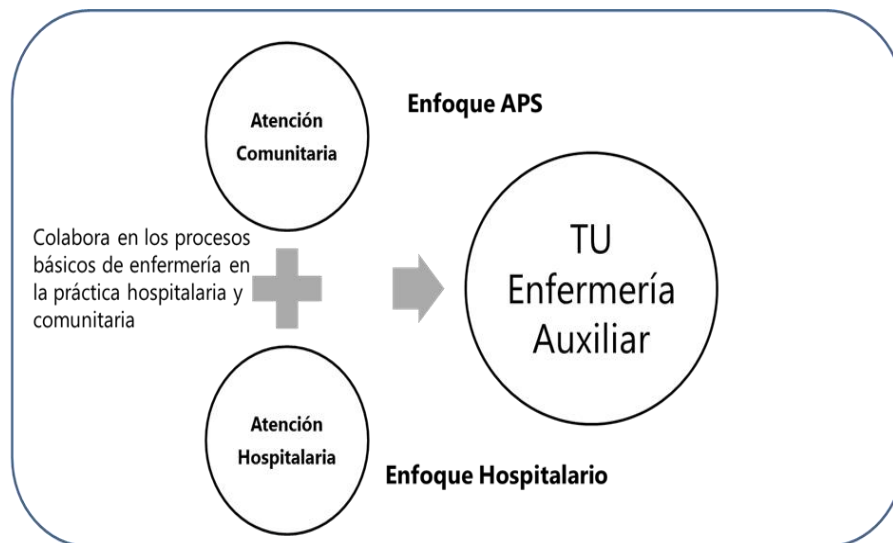 Atención
Comunitaria
Enfoque APS
Colabora en los procesos
básicos de enfermería en
la práctica hospitalaria y
comunitaria
TU
Enfermería
Auxiliar
Atención
Hospitalaria
Enfoque Hospitalario